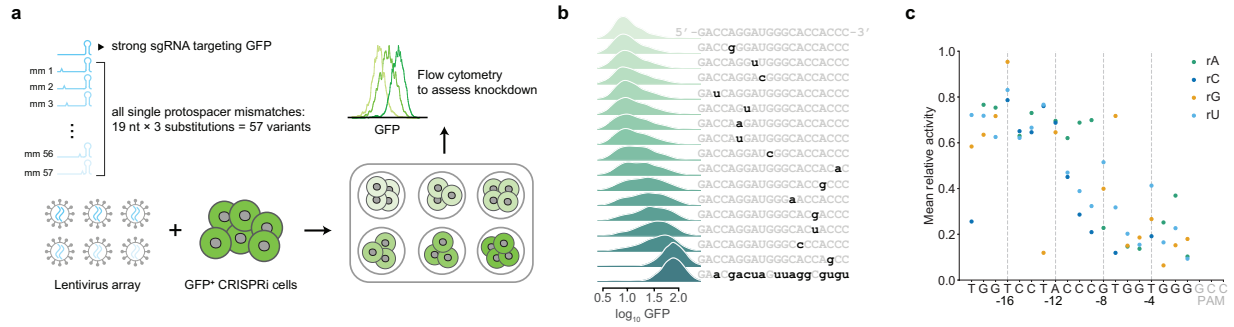 a
strong sgRNA targeting GFP
mm 1
mm 2
mm 3
all single protospacer mismatches:
19 nt × 3 substitutions = 57 variants
mm 56
mm 57
GFP
Flow cytometry
to assess knockdown
+
Lentivirus array
GFP⁺ CRISPRi cells
b
5′-GACCAGGAUGGGCACCACCC-3′
GACCgGGAUGGGCACCACCC
GACCAGGuUGGGCACCACCC
GACCAGGAcGGGCACCACCC
GAuCAGGAUGGGCACCACCC
GACCAGuAUGGGCACCACCC
GACCAaGAUGGGCACCACCC
GACCAuGAUGGGCACCACCC
GACCAGGAUcGGCACCACCC
GACCAGGAUGGGCACCACaC
GACCAGGAUGGGCACCgCCC
GACCAGGAUGGGaACCACCC
GACCAGGAUGGGCACgACCC
GACCAGGAUGGGCACuACCC
GACCAGGAUGGGCcCCACCC
GACCAGGAUGGGCACCAgCC
GAaCgacuaGuuaggCgugu
0.5 1.0 1.5 2.0
log₁₀ GFP
c
Mean relative activity
1.0
0.8
0.6
0.4
0.2
0.0
rA
rC
rG
rU
T G G T C C T A C C C G T G G T G G G G C C
-16 -12 -8 -4 PAM